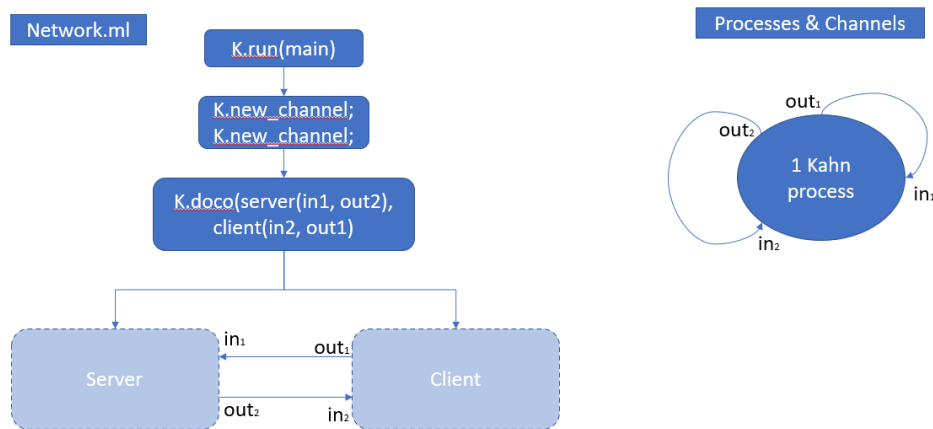 Network.ml
K.run(main)
K.new_channel;
K.new_channel;
K.doco(server(in1, out2),
client(in2, out1)
Server
in₁
out₁
out₂
in₂
Client
Processes & Channels
out₁
out₂
1 Kahn
process
in₁
in₂